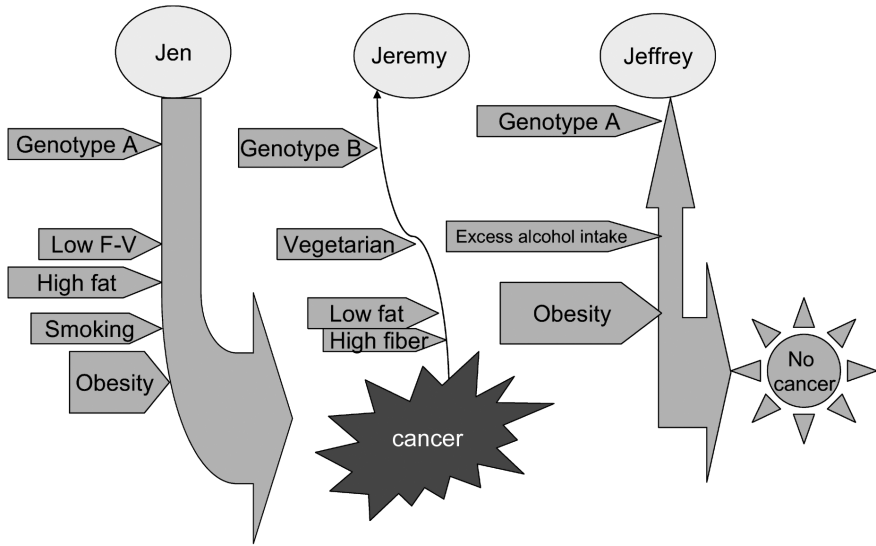 Jen
Genotype A
Low F-V
High fat
Smoking
Obesity
Jeremy
Genotype B
Vegetarian
Low fat
High fiber
cancer
Jeffrey
Genotype A
Excess alcohol intake
Obesity
No
cancer